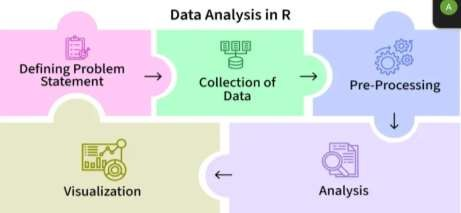 Data Analysis in R
A
Defining Problem
Statement
Collection of
Data
Pre-Processing
Analysis
Visualization